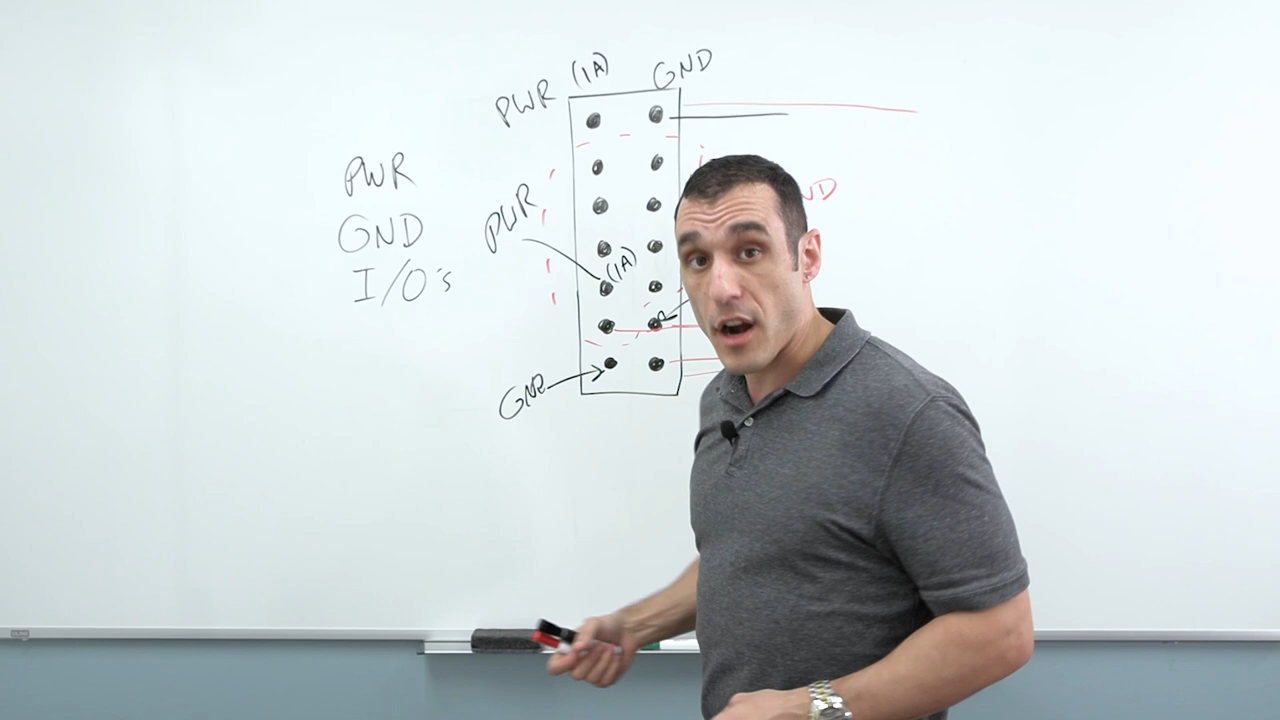 PWR (1A)
GND
PWR
GND
I/O's
PWR
(1A)
GND